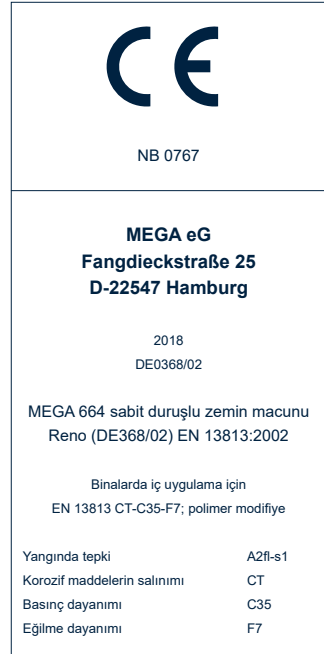 CE
NB 0767
MEGA eG
Fangdieckstraße 25
D-22547 Hamburg
2018
DE0368/02
MEGA 664 sabit duruşlu zemin macunu
Reno (DE368/02) EN 13813:2002
Binalarda iç uygulama için
EN 13813 CT-C35-F7; polimer modifiye
Yangında tepki A2fl-s1
Korozif maddelerin salınımı CT
Basınç dayanımı C35
Eğilme dayanımı F7